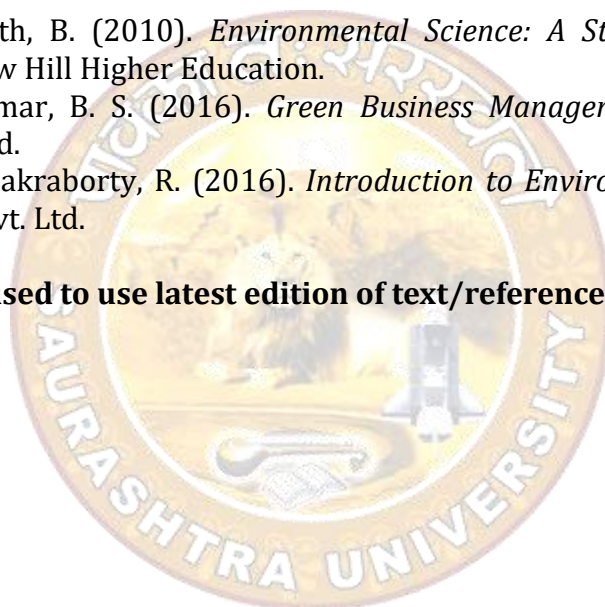 th, B. (2010). Environmental Science: A St
w Hill Higher Education.
mar, B. S. (2016). Green Business Manager
d.
akraborty, R. (2016). Introduction to Enviro
vt. Ltd.
sed to use latest edition of text/reference
SAURASHTRA UNIVERSITY